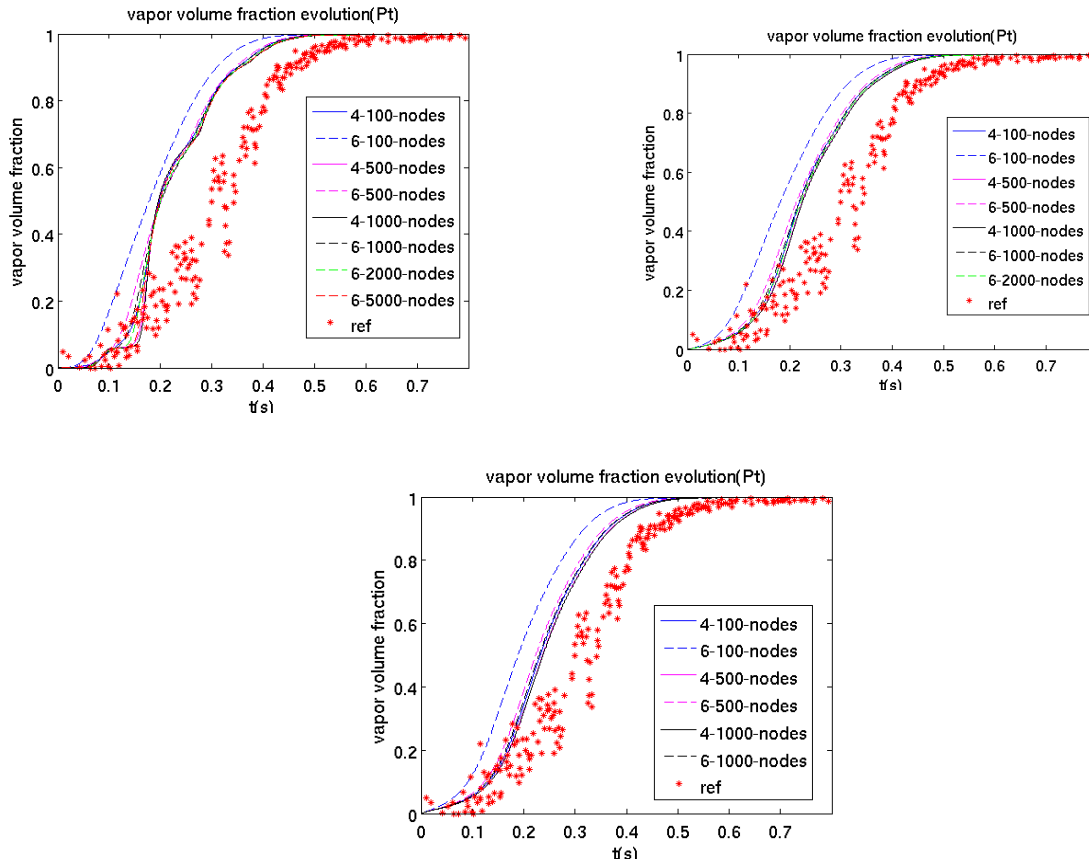 vapor volume fraction evolution(Pt)
1
0.8
0.6
0.4
0.2
0
vapor volume fraction
0 0.1 0.2 0.3 0.4 0.5 0.6 0.7
t(s)
4-100-nodes
6-100-nodes
4-500-nodes
6-500-nodes
4-1000-nodes
6-1000-nodes
6-2000-nodes
6-5000-nodes
ref
vapor volume fraction evolution(Pt)
1
0.8
0.6
0.4
0.2
0
vapor volume fraction
0 0.1 0.2 0.3 0.4 0.5 0.6 0.7
t(s)
4-100-nodes
6-100-nodes
4-500-nodes
6-500-nodes
4-1000-nodes
6-1000-nodes
6-2000-nodes
ref
vapor volume fraction evolution(Pt)
1
0.8
0.6
0.4
0.2
0
vapor volume fraction
0 0.1 0.2 0.3 0.4 0.5 0.6 0.7
t(s)
4-100-nodes
6-100-nodes
4-500-nodes
6-500-nodes
4-1000-nodes
6-1000-nodes
ref